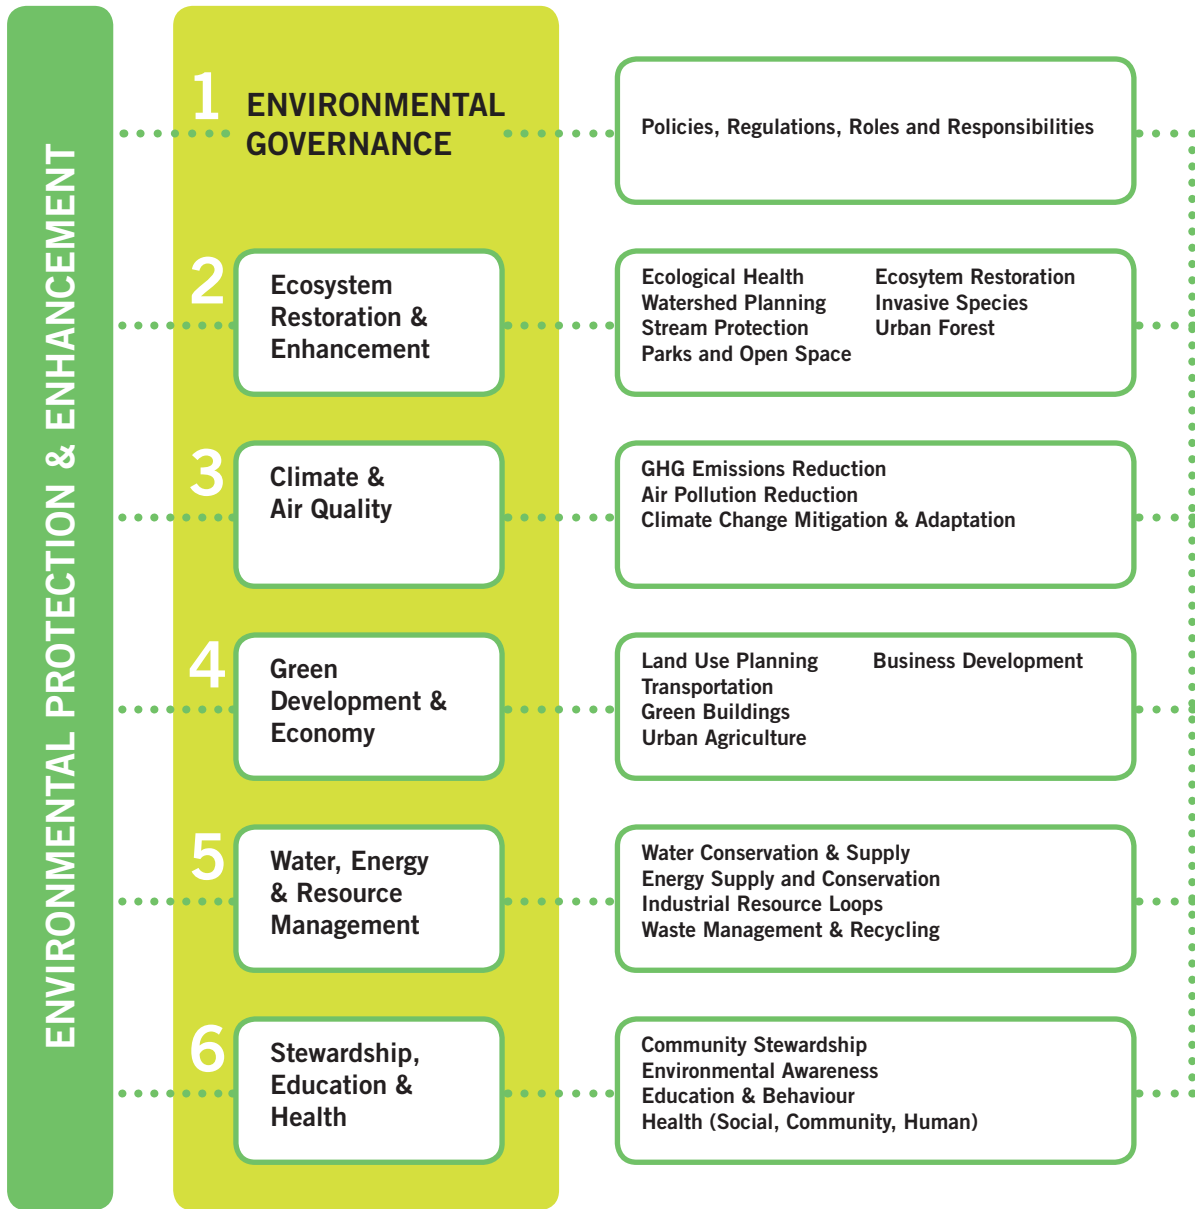 ENVIRONMENTAL PROTECTION & ENHANCEMENT
1
ENVIRONMENTAL
GOVERNANCE
Policies, Regulations, Roles and Responsibilities
2
Ecosystem
Restoration &
Enhancement
Ecological Health
Watershed Planning
Stream Protection
Parks and Open Space
Ecosytem Restoration
Invasive Species
Urban Forest
3
Climate &
Air Quality
GHG Emissions Reduction
Air Pollution Reduction
Climate Change Mitigation & Adaptation
4
Green
Development &
Economy
Land Use Planning
Transportation
Green Buildings
Urban Agriculture
Business Development
5
Water, Energy
& Resource
Management
Water Conservation & Supply
Energy Supply and Conservation
Industrial Resource Loops
Waste Management & Recycling
6
Stewardship,
Education &
Health
Community Stewardship
Environmental Awareness
Education & Behaviour
Health (Social, Community, Human)